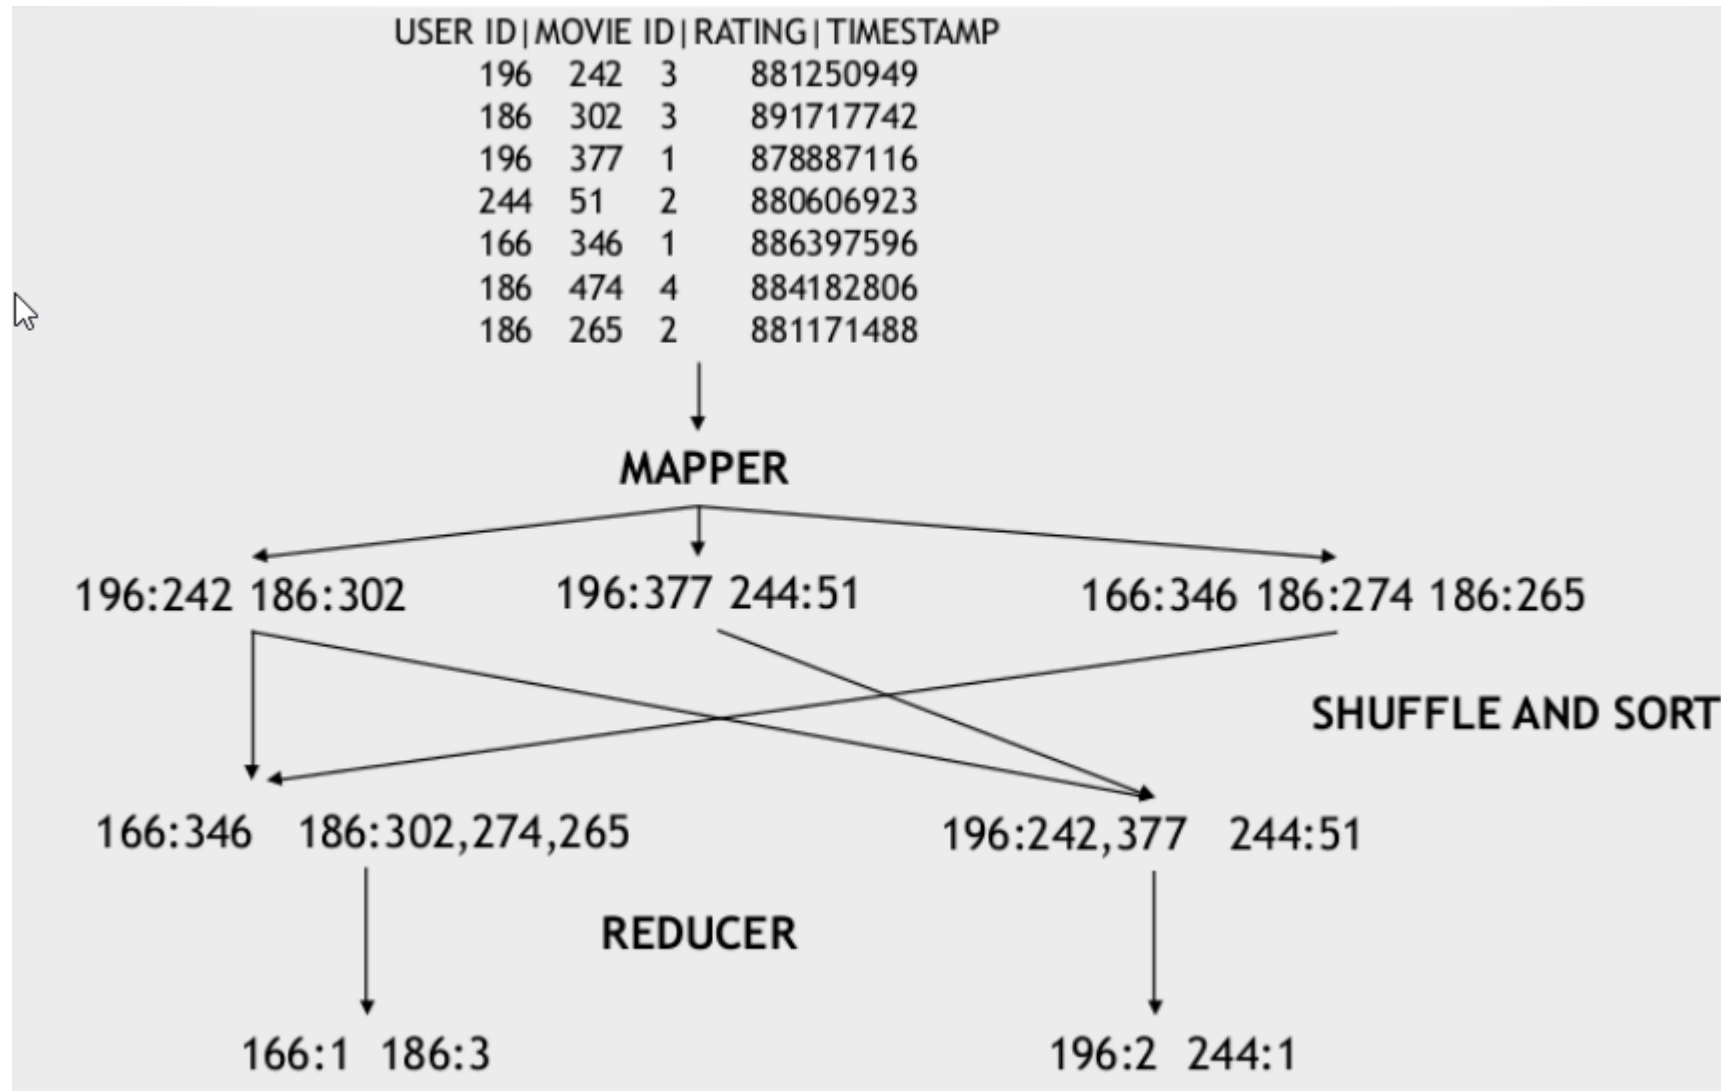 USER ID|MOVIE ID|RATING|TIMESTAMP
196 242 3 881250949
186 302 3 891717742
196 377 1 878887116
244 51 2 880606923
166 346 1 886397596
186 474 4 884182806
186 265 2 881171488
MAPPER
196:242 186:302 196:377 244:51 166:346 186:274 186:265
SHUFFLE AND SORT
166:346 186:302,274,265 196:242,377 244:51
REDUCER
166:1 186:3 196:2 244:1